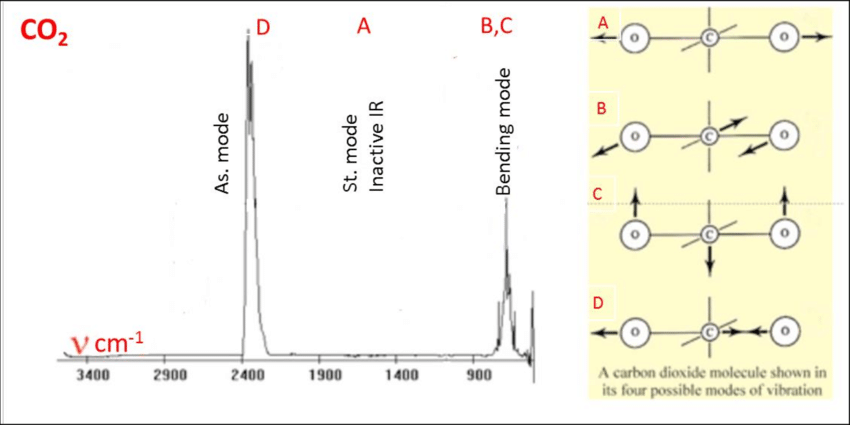 CO₂
D
A
B,C
As. mode
St. mode
Inactive IR
Bending mode
ν cm⁻¹
3400
2900
2400
1900
1400
900
A
O
C
O
B
O
C
O
C
O
C
O
D
O
C
O
A carbon dioxide molecule shown in
its four possible modes of vibration